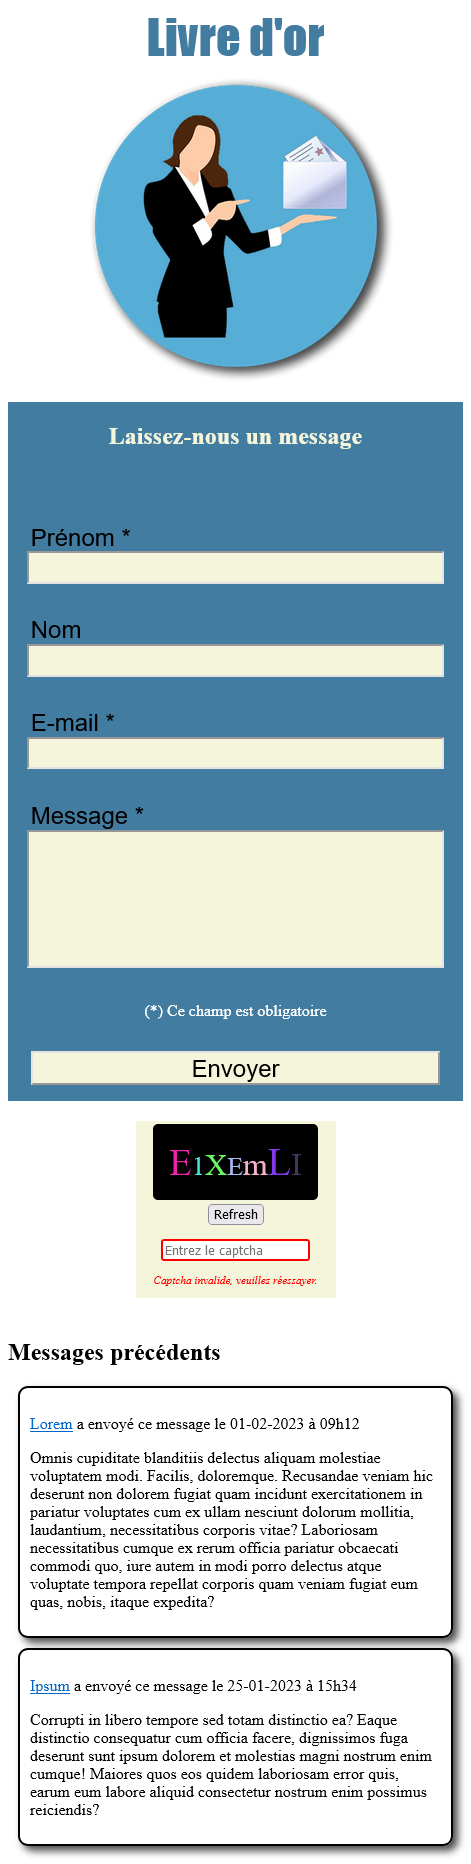 Livre d'or
Laissez-nous un message
Prénom *
Nom
E-mail *
Message *
(*) Ce champ est obligatoire
Envoyer
E1XEmLI
Refresh
Entrez le captcha
Captcha invalide, veuillez réessayer.
Messages précédents
Lorem a envoyé ce message le 01-02-2023 à 09h12
Omnis cupiditate blanditiis delectus aliquam molestiae
voluptatem modi. Facilis, doloremque. Recusandae veniam hic
deserunt non dolorem fugiat quam incidunt exercitationem in
pariatur voluptates cum ex ullam nesciunt dolorum mollitia,
laudantium, necessitatibus corporis vitae? Laboriosam
necessitatibus cumque ex rerum officia pariatur obcaecati
commodi quo, iure autem in modi porro delectus atque
voluptate tempora repellat corporis quam veniam fugiat eum
quas, nobis, itaque expedita?
Ipsum a envoyé ce message le 25-01-2023 à 15h34
Corrupti in libero tempore sed totam distinctio ea? Eaque
distinctio consequatur cum officia facere, dignissimos fuga
deserunt sunt ipsum dolorem et molestias magni nostrum enim
cumque! Maiores quos eos quidem laboriosam error quis,
earum eum labore aliquid consectetur nostrum enim possimus
reiciendis?